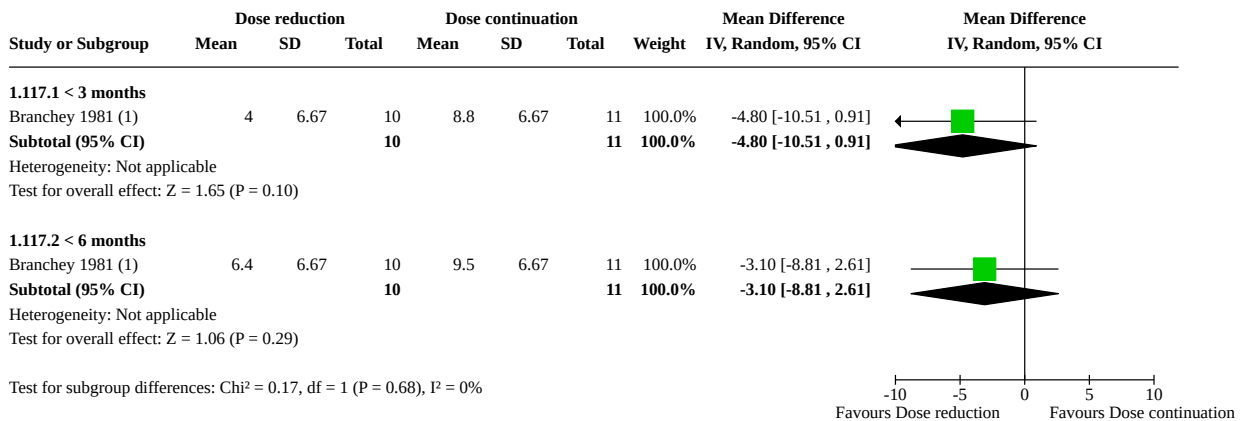 Dose reduction Dose continuation Mean Difference Mean Difference
Study or Subgroup Mean SD Total Mean SD Total Weight IV, Random, 95% CI IV, Random, 95% CI
1.117.1 < 3 months
Branchey 1981 (1) 4 6.67 10 8.8 6.67 11 100.0% -4.80 [-10.51 , 0.91]
Subtotal (95% CI) 10 11 100.0% -4.80 [-10.51 , 0.91]
Heterogeneity: Not applicable
Test for overall effect: Z = 1.65 (P = 0.10)
1.117.2 < 6 months
Branchey 1981 (1) 6.4 6.67 10 9.5 6.67 11 100.0% -3.10 [-8.81 , 2.61]
Subtotal (95% CI) 10 11 100.0% -3.10 [-8.81 , 2.61]
Heterogeneity: Not applicable
Test for overall effect: Z = 1.06 (P = 0.29)
Test for subgroup differences: Chi² = 0.17, df = 1 (P = 0.68), I² = 0%
-10 -5 0 5 10
Favours Dose reduction Favours Dose continuation